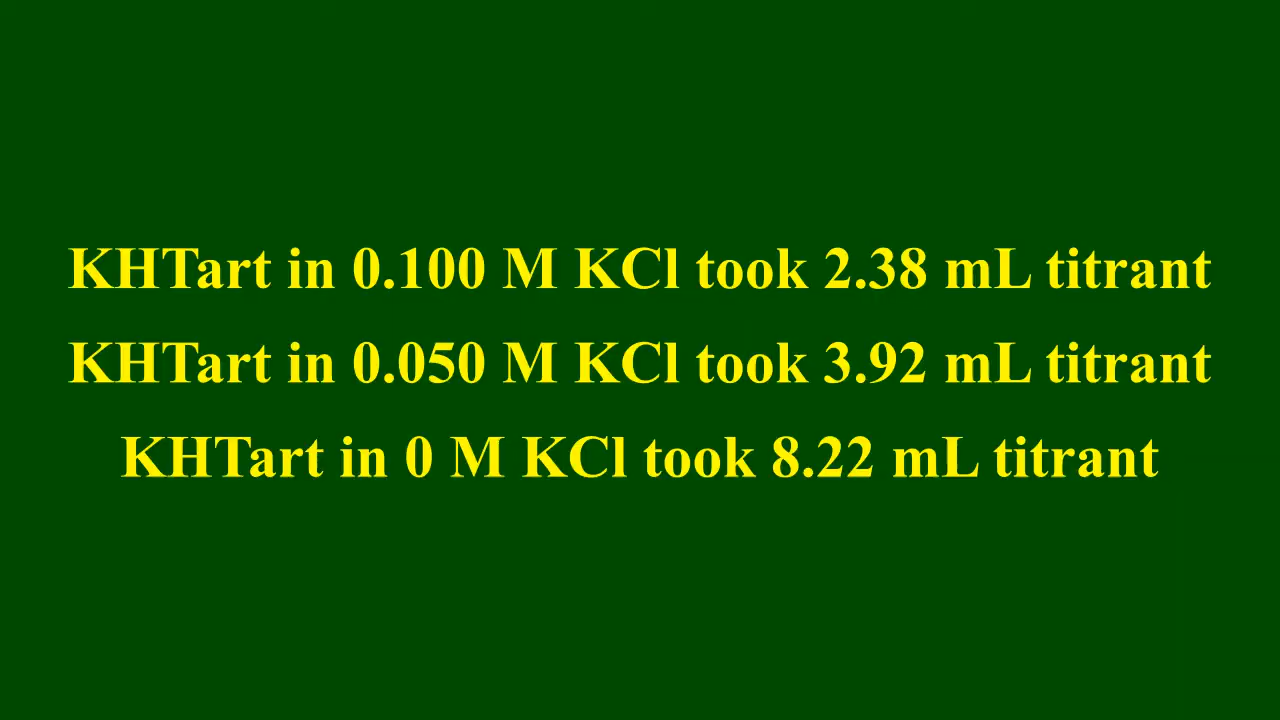 KHTart in 0.100 M KCl took 2.38 mL titrant
KHTart in 0.050 M KCl took 3.92 mL titrant
KHTart in 0 M KCl took 8.22 mL titrant